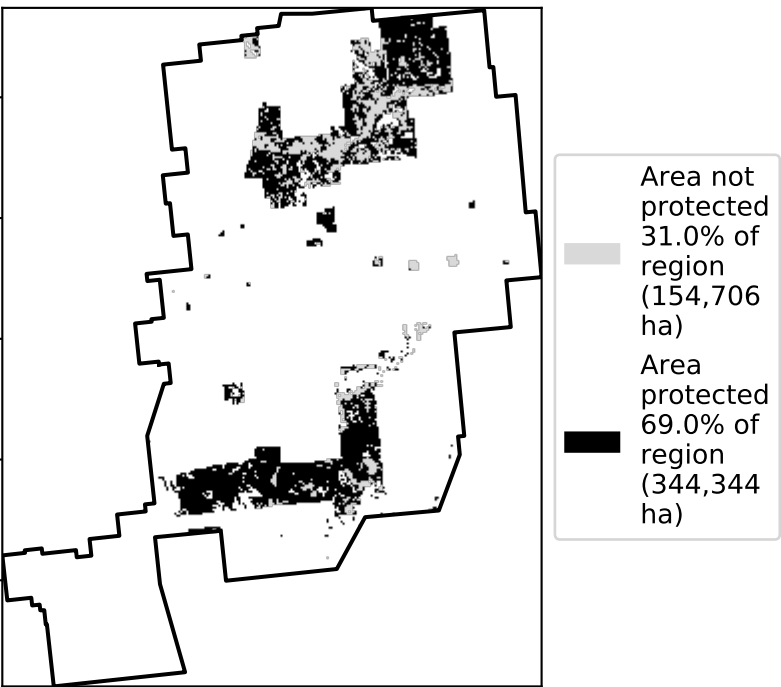 Area not
protected
31.0% of
region
(154,706
ha)
Area
protected
69.0% of
region
(344,344
ha)